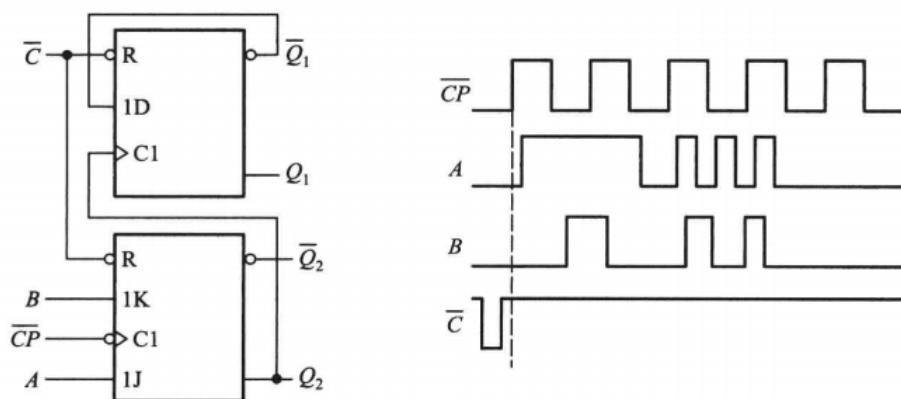 C̅ R Q̅₁
1D
C1
Q₁
R Q̅₂
B 1K
C̅P̅ C1
A 1J Q₂
C̅P̅
A
B
C̅